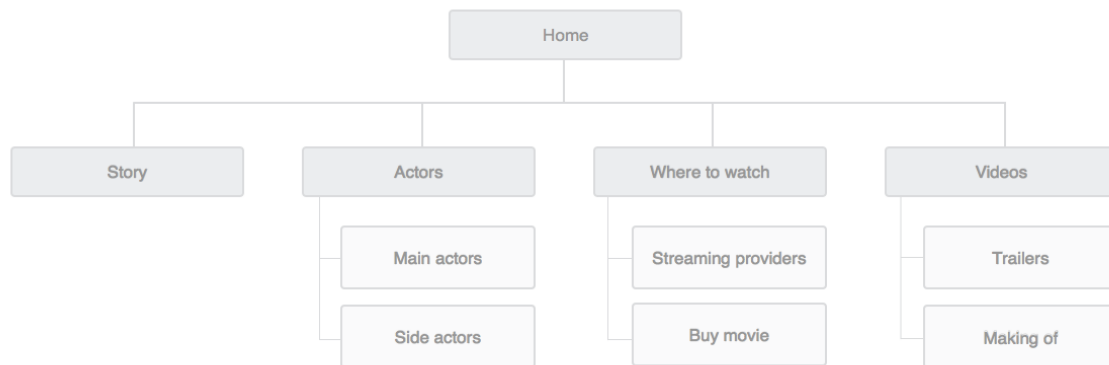 Home
Story
Actors
Where to watch
Videos
Main actors
Streaming providers
Trailers
Side actors
Buy movie
Making of